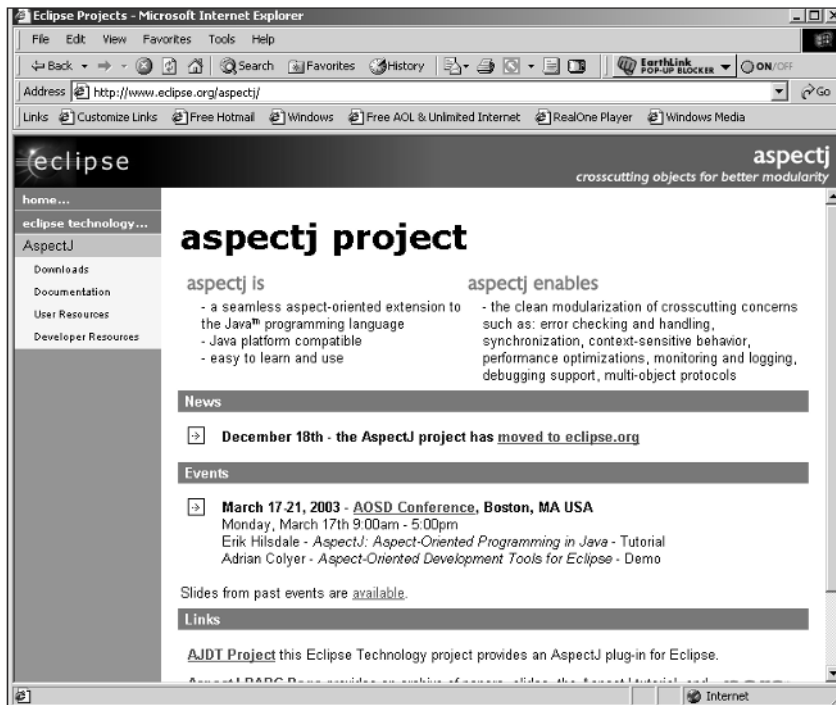 Eclipse Projects - Microsoft Internet Explorer
File Edit View Favorites Tools Help
Back Search Favorites History EarthLink POP-UP BLOCKER ON/OFF
Address http://www.eclipse.org/aspectj/ Go
Links Customize Links Free Hotmail Windows Free AOL & Unlimited Internet RealOne Player Windows Media
eclipse
aspectj
crosscutting objects for better modularity
home...
eclipse technology...
AspectJ
Downloads
Documentation
User Resources
Developer Resources
aspectj project
aspectj is
- a seamless aspect-oriented extension to
the Java™ programming language
- Java platform compatible
- easy to learn and use
aspectj enables
- the clean modularization of crosscutting concerns
such as: error checking and handling,
synchronization, context-sensitive behavior,
performance optimizations, monitoring and logging,
debugging support, multi-object protocols
News
December 18th - the AspectJ project has moved to eclipse.org
Events
March 17-21, 2003 - AOSD Conference, Boston, MA USA
Monday, March 17th 9:00am - 5:00pm
Erik Hilsdale - AspectJ: Aspect-Oriented Programming in Java - Tutorial
Adrian Colyer - Aspect-Oriented Development Tools for Eclipse - Demo
Slides from past events are available.
Links
AJDT Project this Eclipse Technology project provides an AspectJ plug-in for Eclipse.
Internet